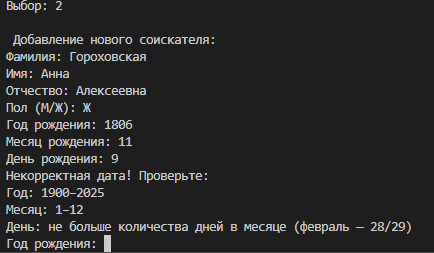 Выбор: 2
Добавление нового соискателя:
Фамилия: Гороховская
Имя: Анна
Отчество: Алексеевна
Пол (М/Ж): Ж
Год рождения: 1806
Месяц рождения: 11
День рождения: 9
Некорректная дата! Проверьте:
Год: 1900–2025
Месяц: 1–12
День: не больше количества дней в месяце (февраль — 28/29)
Год рождения: